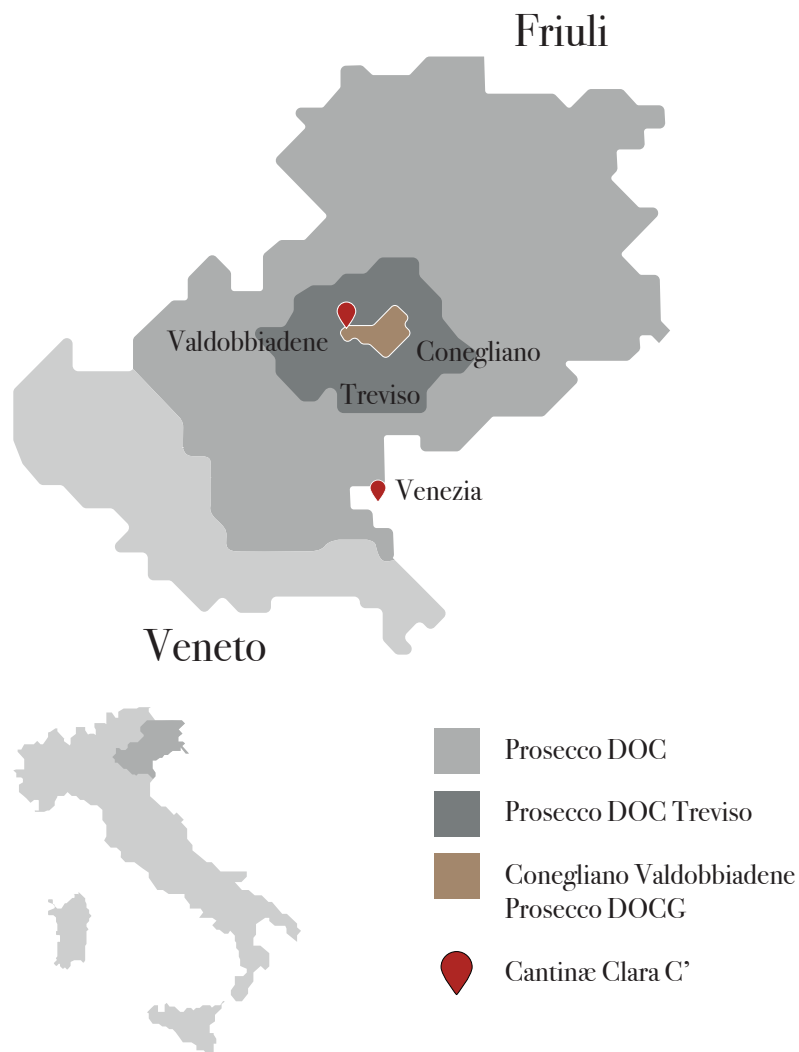 Friuli
Valdobbiadene
Conegliano
Treviso
Venezia
Veneto
Prosecco DOC
Prosecco DOC Treviso
Conegliano Valdobbiadene
Prosecco DOCG
Cantinæ Clara C’